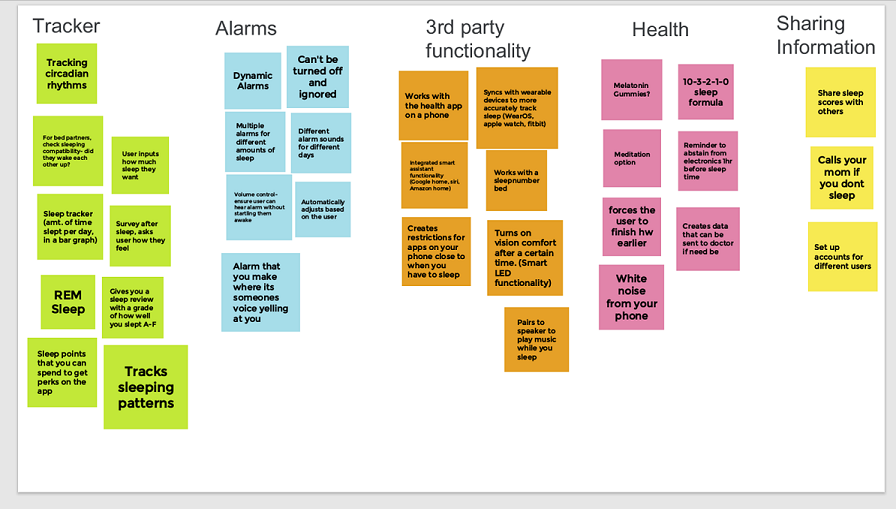 Tracker
Tracking
circadian
rhythms
For bed partners,
check sleeping
compatibility- did
they wake each
other up?
User inputs
how much
sleep they
want
Sleep tracker
(amt. of time
slept per day,
in a bar graph)
Survey after
sleep, asks
user how they
feel
REM
Sleep
Gives you a
sleep review
with a grade
of how well
you slept A-F
Sleep points
that you can
spend to get
perks on the
app
Tracks
sleeping
patterns
Alarms
Dynamic
Alarms
Can't be
turned off
and
ignored
Multiple
alarms for
different
amounts of
sleep
Different
alarm sounds
for different
days
Volume control-
ensure user can
hear alarm without
startling them
awake
Automatically
adjusts based
on the user
Alarm that
you make
where its
someones
voice yelling
at you
3rd party
functionality
Works with
the health app
on a phone
Syncs with wearable
devices to more
accurately track
sleep (WearOS,
apple watch, fitbit)
Integrated smart
assistant
functionality
(Google home, siri,
Amazon home)
Works with a
sleepnumber
bed
Creates
restrictions for
apps on your
phone close to
when you
have to sleep
Turns on
vision comfort
after a certain
time. (Smart
LED
functionality)
Pairs to
speaker to
play music
while you
sleep
Health
Melatonin
Gummies?
10-3-2-1-0
sleep
formula
Meditation
option
Reminder to
abstain from
electronics 1hr
before sleep
time
forces the
user to
finish hw
earlier
Creates data
that can be
sent to doctor
if need be
White
noise
from your
phone
Sharing
Information
Share sleep
scores with
others
Calls your
mom if
you dont
sleep
Set up
accounts for
different users